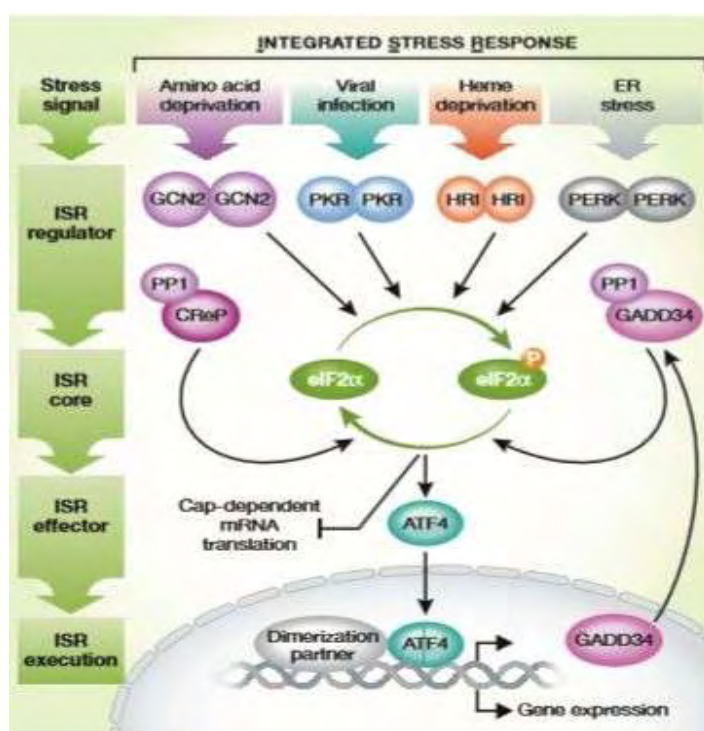 INTEGRATED STRESS RESPONSE
Stress
signal
Amino acid
deprivation
Viral
infection
Heme
deprivation
ER
stress
ISR
regulator
GCN2 GCN2
PKR PKR
HRI HRI
PERK PERK
PP1
CReP
PP1
GADD34
ISR
core
eIF2α
eIF2α
P
ISR
effector
Cap-dependent
mRNA
translation
ATF4
ISR
execution
Dimerization
partner
ATF4
GADD34
Gene expression